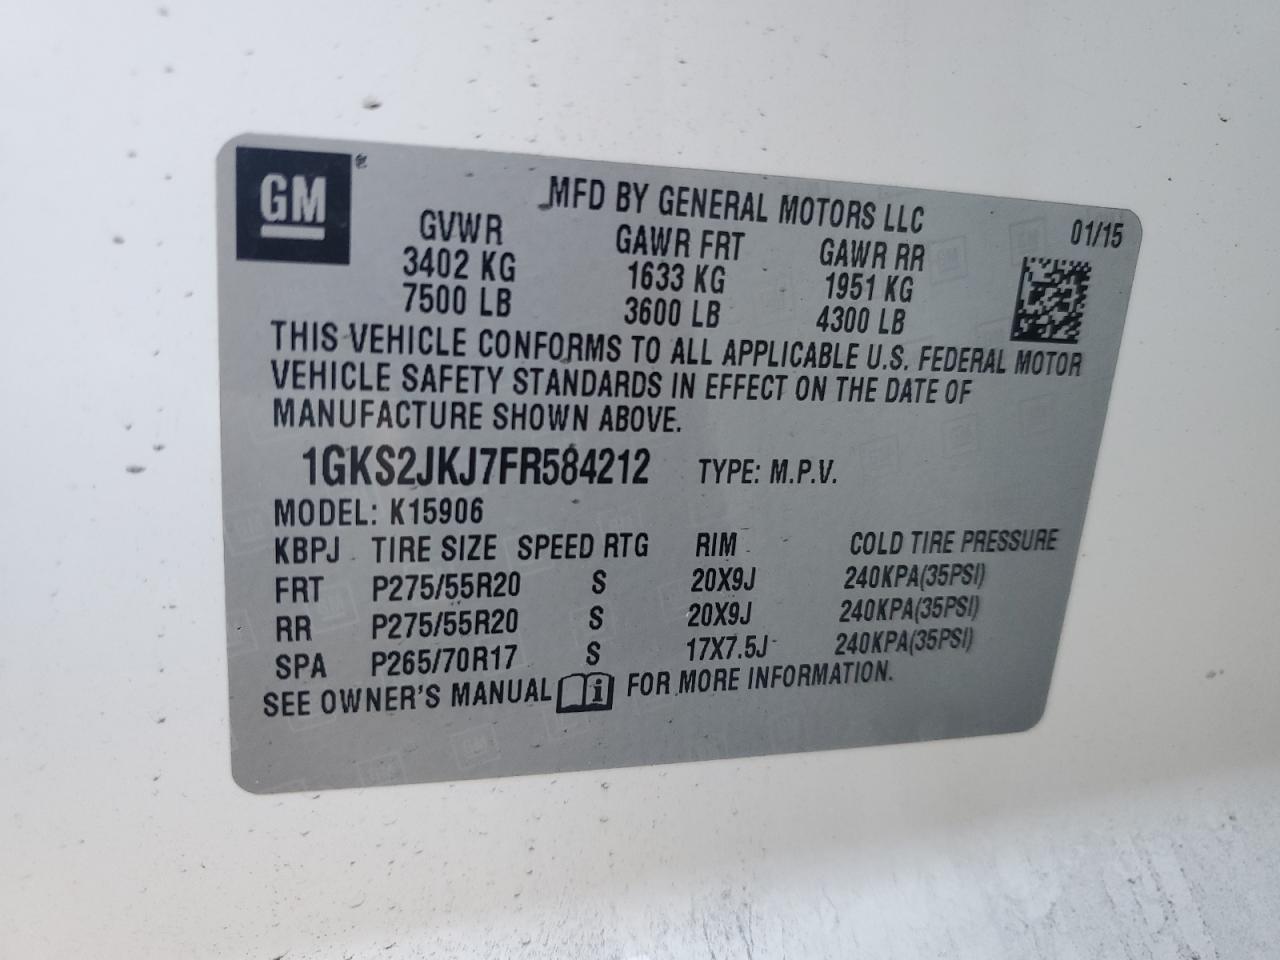 GM
MFD BY GENERAL MOTORS LLC
01/15
GVWR GAWR FRT GAWR RR
3402 KG 1633 KG 1951 KG
7500 LB 3600 LB 4300 LB
THIS VEHICLE CONFORMS TO ALL APPLICABLE U.S. FEDERAL MOTOR
VEHICLE SAFETY STANDARDS IN EFFECT ON THE DATE OF
MANUFACTURE SHOWN ABOVE.
1GKS2JKJ7FR584212 TYPE: M.P.V.
MODEL: K15906
KBPJ TIRE SIZE SPEED RTG RIM COLD TIRE PRESSURE
FRT P275/55R20 S 20X9J 240KPA(35PSI)
RR P275/55R20 S 20X9J 240KPA(35PSI)
SPA P265/70R17 S 17X7.5J 240KPA(35PSI)
SEE OWNER'S MANUAL i FOR MORE INFORMATION.